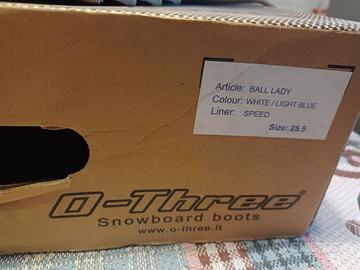 Article: BALL LADY
Colour: WHITE / LIGHT BLUE
Liner: SPEED
Size: 25.5
O-Three®
Snowboard boots
www.o-three.it